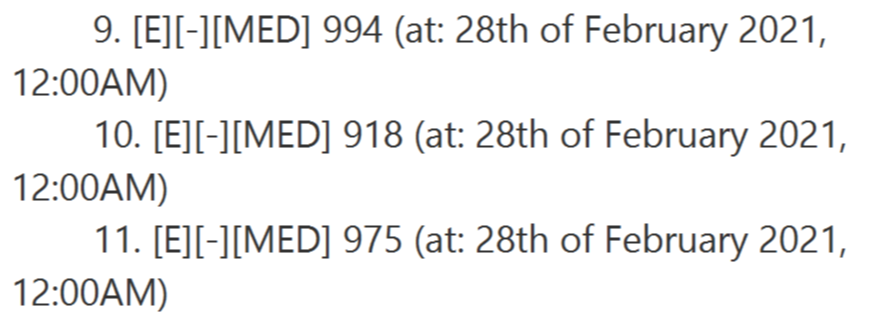 9. [E][-][MED] 994 (at: 28th of February 2021,
12:00AM)
10. [E][-][MED] 918 (at: 28th of February 2021,
12:00AM)
11. [E][-][MED] 975 (at: 28th of February 2021,
12:00AM)